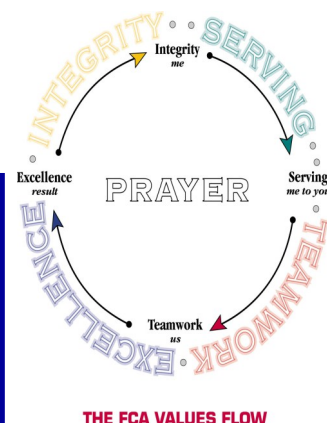 INTEGRITY
SERVING
TEAMWORK
EXCELLENCE
Integrity
me
Serving
me to you
Teamwork
us
Excellence
result
PRAYER
THE FCA VALUES FLOW